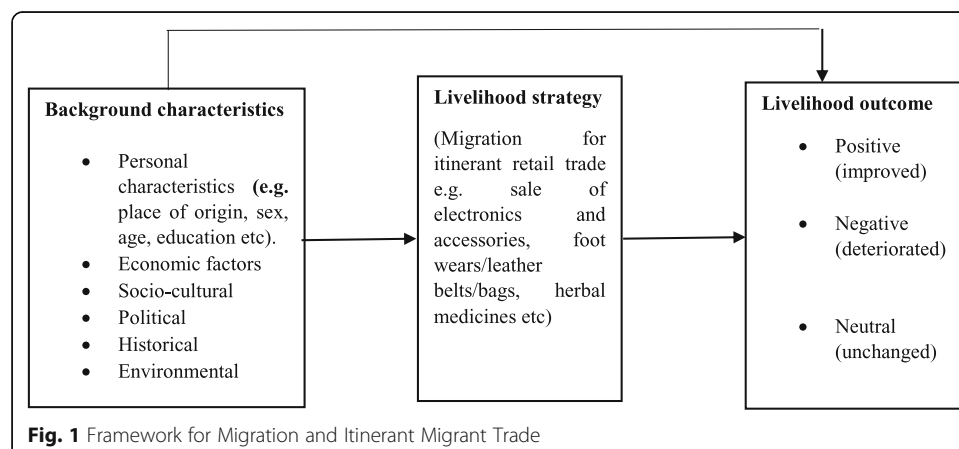 Background characteristics
• Personal
characteristics (e.g.
place of origin, sex,
age, education etc).
• Economic factors
• Socio-cultural
• Political
• Historical
• Environmental
Livelihood strategy
(Migration for
itinerant retail trade
e.g. sale of
electronics and
accessories, foot
wears/leather
belts/bags, herbal
medicines etc)
Livelihood outcome
• Positive
(improved)
• Negative
(deteriorated)
• Neutral
(unchanged)
Fig. 1 Framework for Migration and Itinerant Migrant Trade